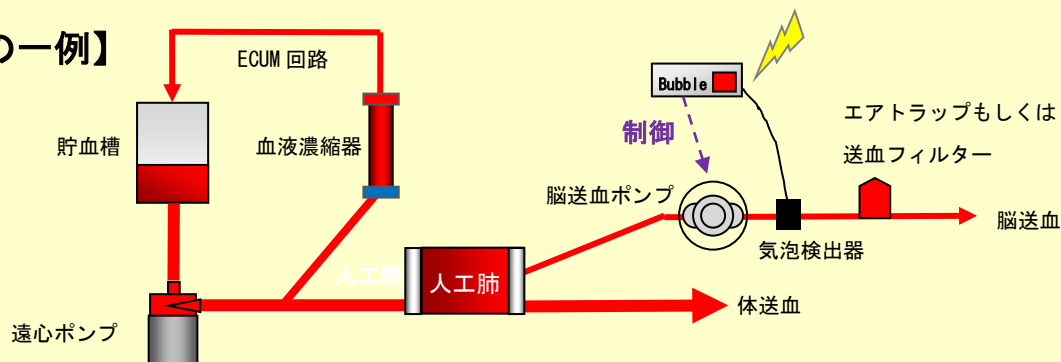 の一例】
ECUM 回路
Bubble
エアトラップもしくは
送血フィルター
貯血槽
血液濃縮器
制御
脳送血ポンプ
脳送血
気泡検出器
人工肺
人工肺
体送血
遠心ポンプ